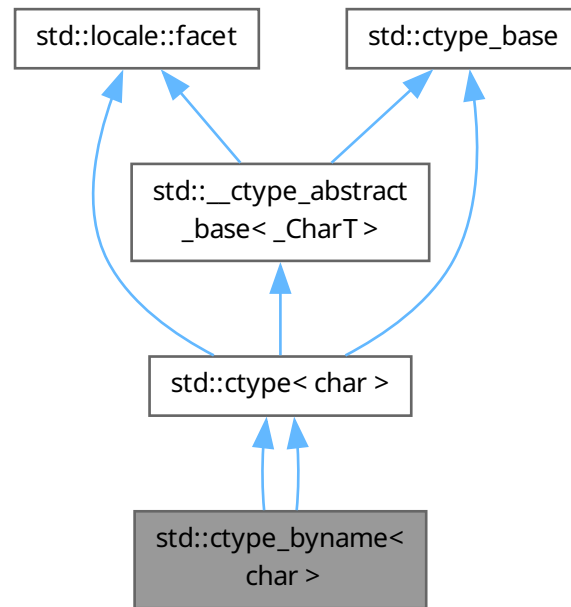 std::locale::facet
std::ctype_base
std::__ctype_abstract
_base< _CharT >
std::ctype< char >
std::ctype_byname<
char >